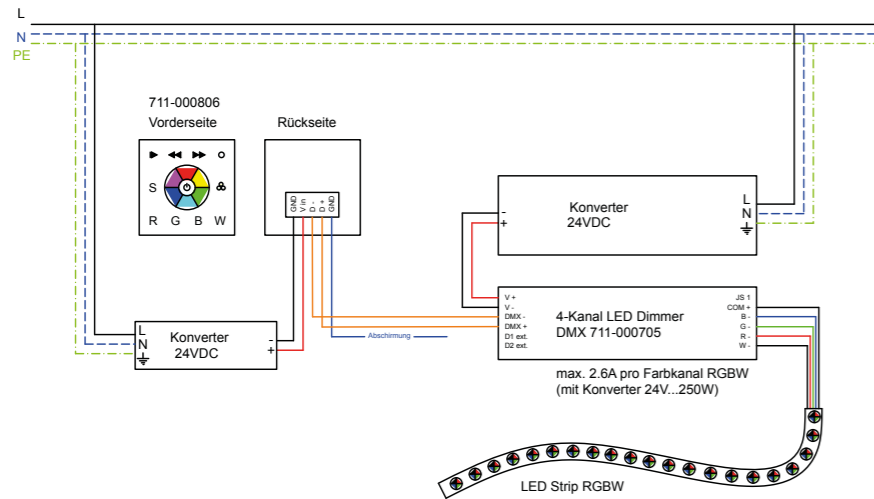 L
N
PE
711-000806
Vorderseite
Rückseite
S
R G B W
GND
V in
D -
D +
GND
Konverter
24VDC
L
N
-
+
L
N
Konverter
24VDC
-
+
Abschirmung
V +
V -
DMX -
DMX +
D1 ext.
D2 ext.
4-Kanal LED Dimmer
DMX 711-000705
JS 1
COM +
B -
G -
R -
W -
max. 2.6A pro Farbkanal RGBW
(mit Konverter 24V...250W)
LED Strip RGBW